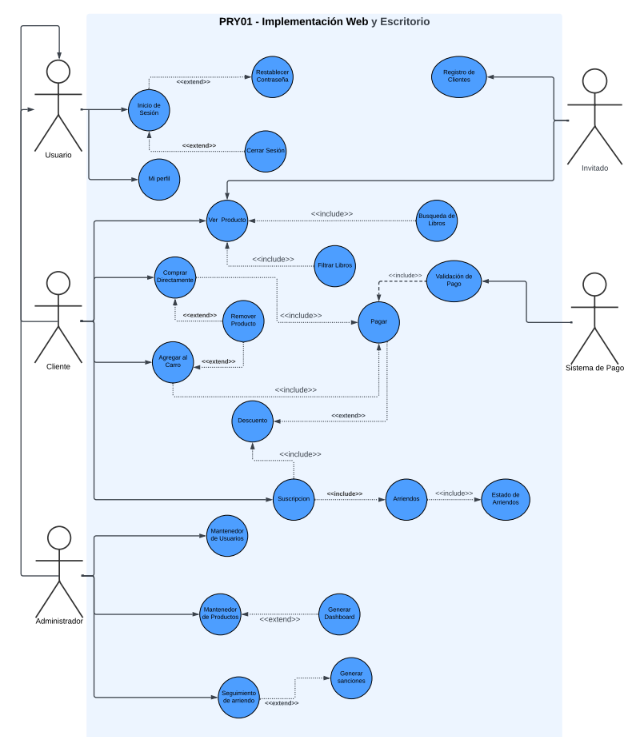 PRY01 - Implementación Web y Escritorio
Restablecer
Contraseña
Registro de
Clientes
<<extend>>
Inicio de
Sesión
Usuario
<<extend>>
Cerrar Sesión
Invitado
Mi perfil
Ver Producto
<<include>>
Busqueda de
Libros
<<include>>
Filtrar Libros
Comprar
Directamente
<<include>>
Validación de
Pago
<<extend>>
Remover
Producto
<<include>>
Pagar
Cliente
Agregar al
Carro
<<extend>>
Sistema de Pago
<<include>>
Descuento
<<extend>>
<<include>>
Suscripcion
<<include>>
Arriendos
<<include>>
Estado de
Arriendos
Mantenedor
de Usuarios
Administrador
Mantenedor
de Productos
<<extend>>
Generar
Dashboard
Seguimiento
de arriendo
<<extend>>
Generar
sanciones